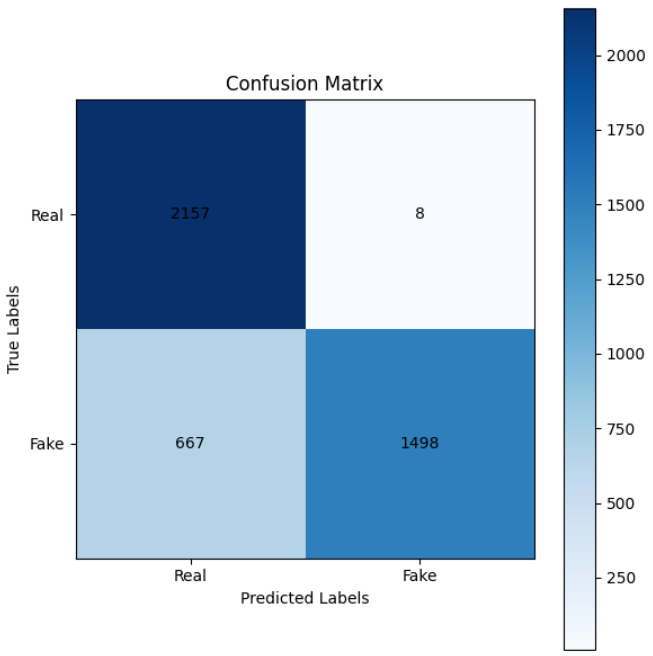 Confusion Matrix
Real
2157
8
Fake
667
1498
Real
Fake
Predicted Labels
True Labels
2000
1750
1500
1250
1000
750
500
250